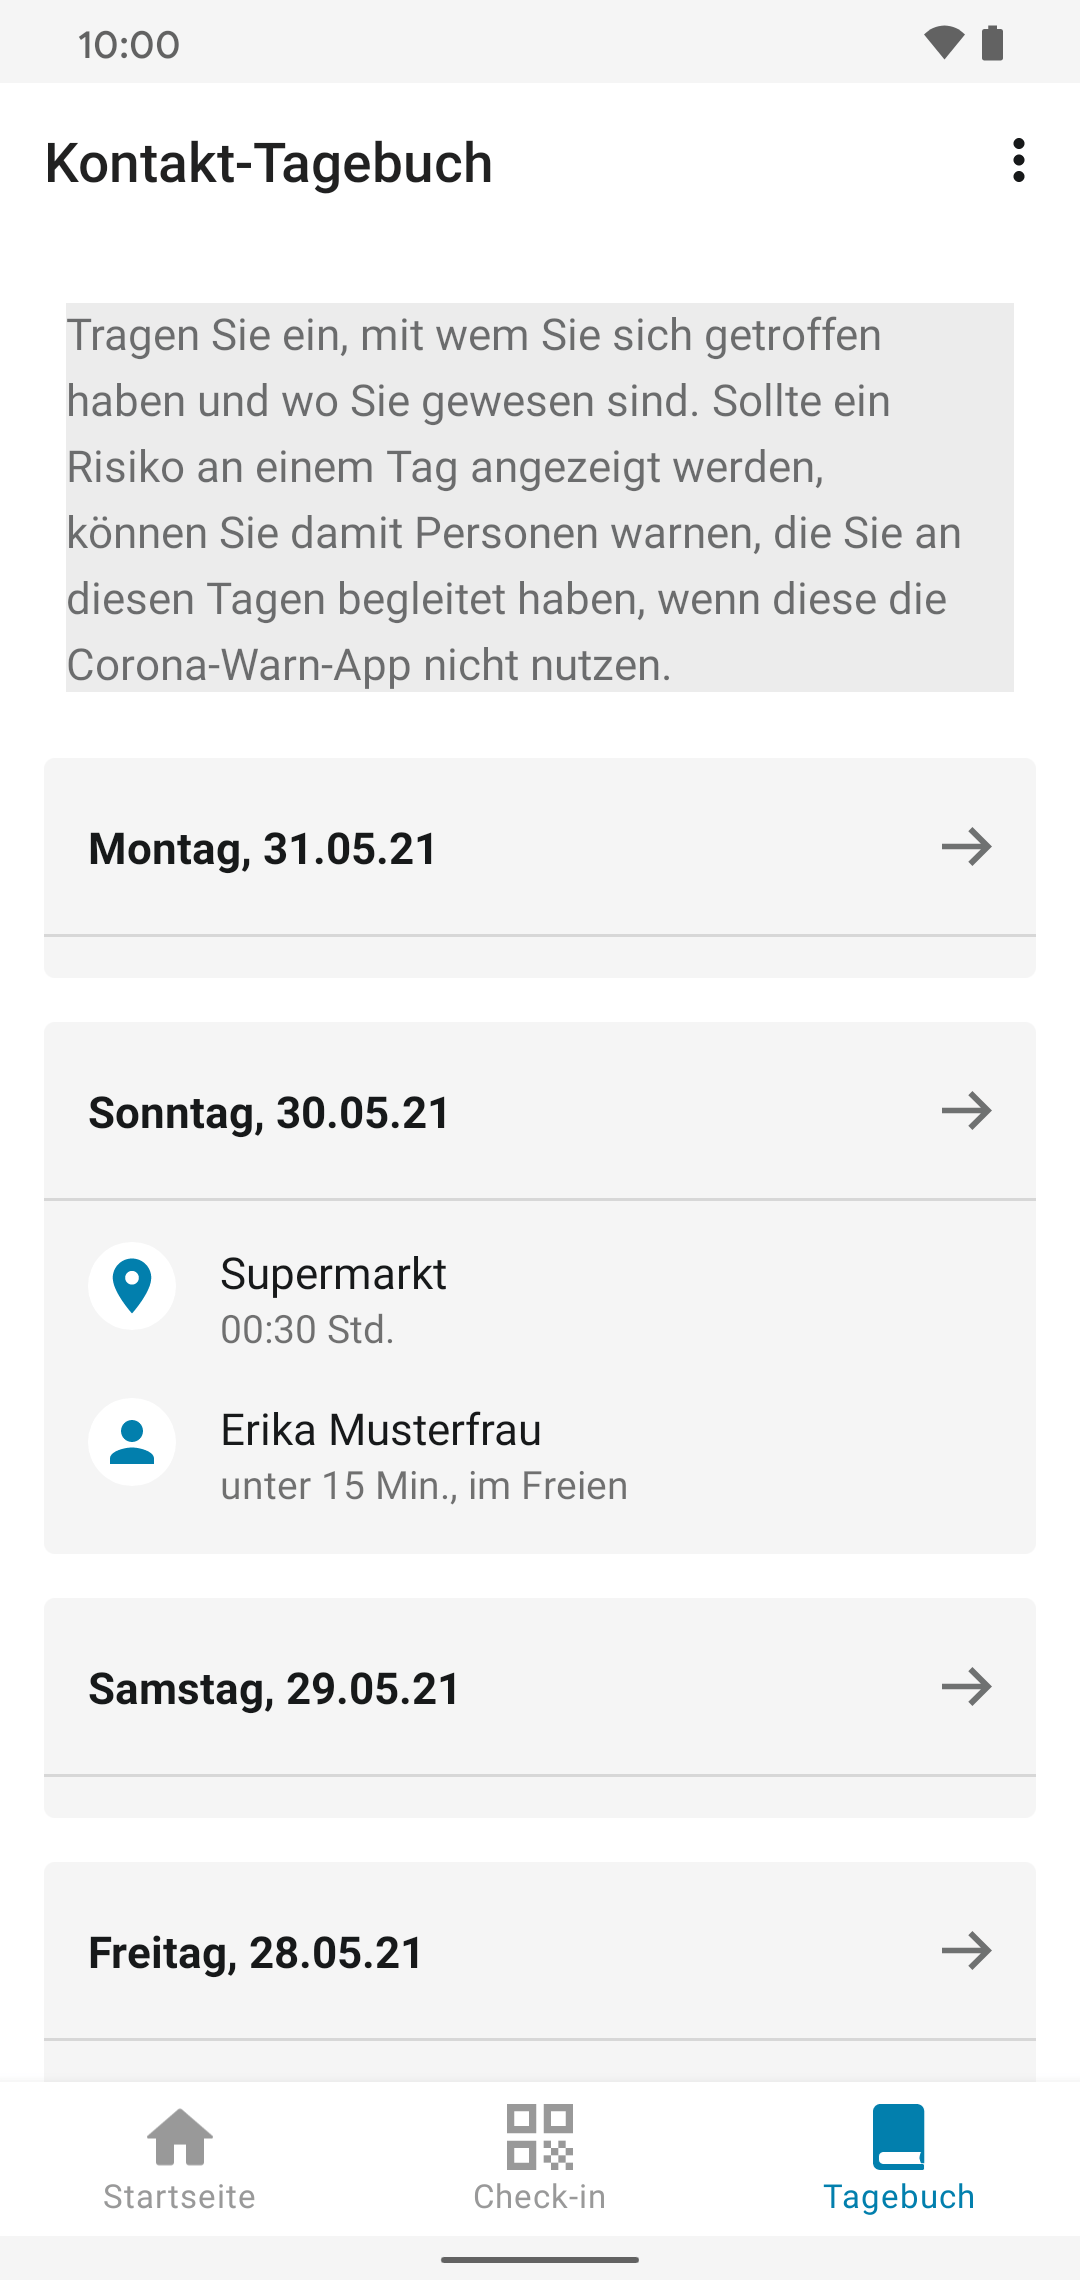 10:00
Kontakt-Tagebuch
Tragen Sie ein, mit wem Sie sich getroffen
haben und wo Sie gewesen sind. Sollte ein
Risiko an einem Tag angezeigt werden,
können Sie damit Personen warnen, die Sie an
diesen Tagen begleitet haben, wenn diese die
Corona-Warn-App nicht nutzen.
Montag, 31.05.21
Sonntag, 30.05.21
Supermarkt
00:30 Std.
Erika Musterfrau
unter 15 Min., im Freien
Samstag, 29.05.21
Freitag, 28.05.21
Startseite
Check-in
Tagebuch